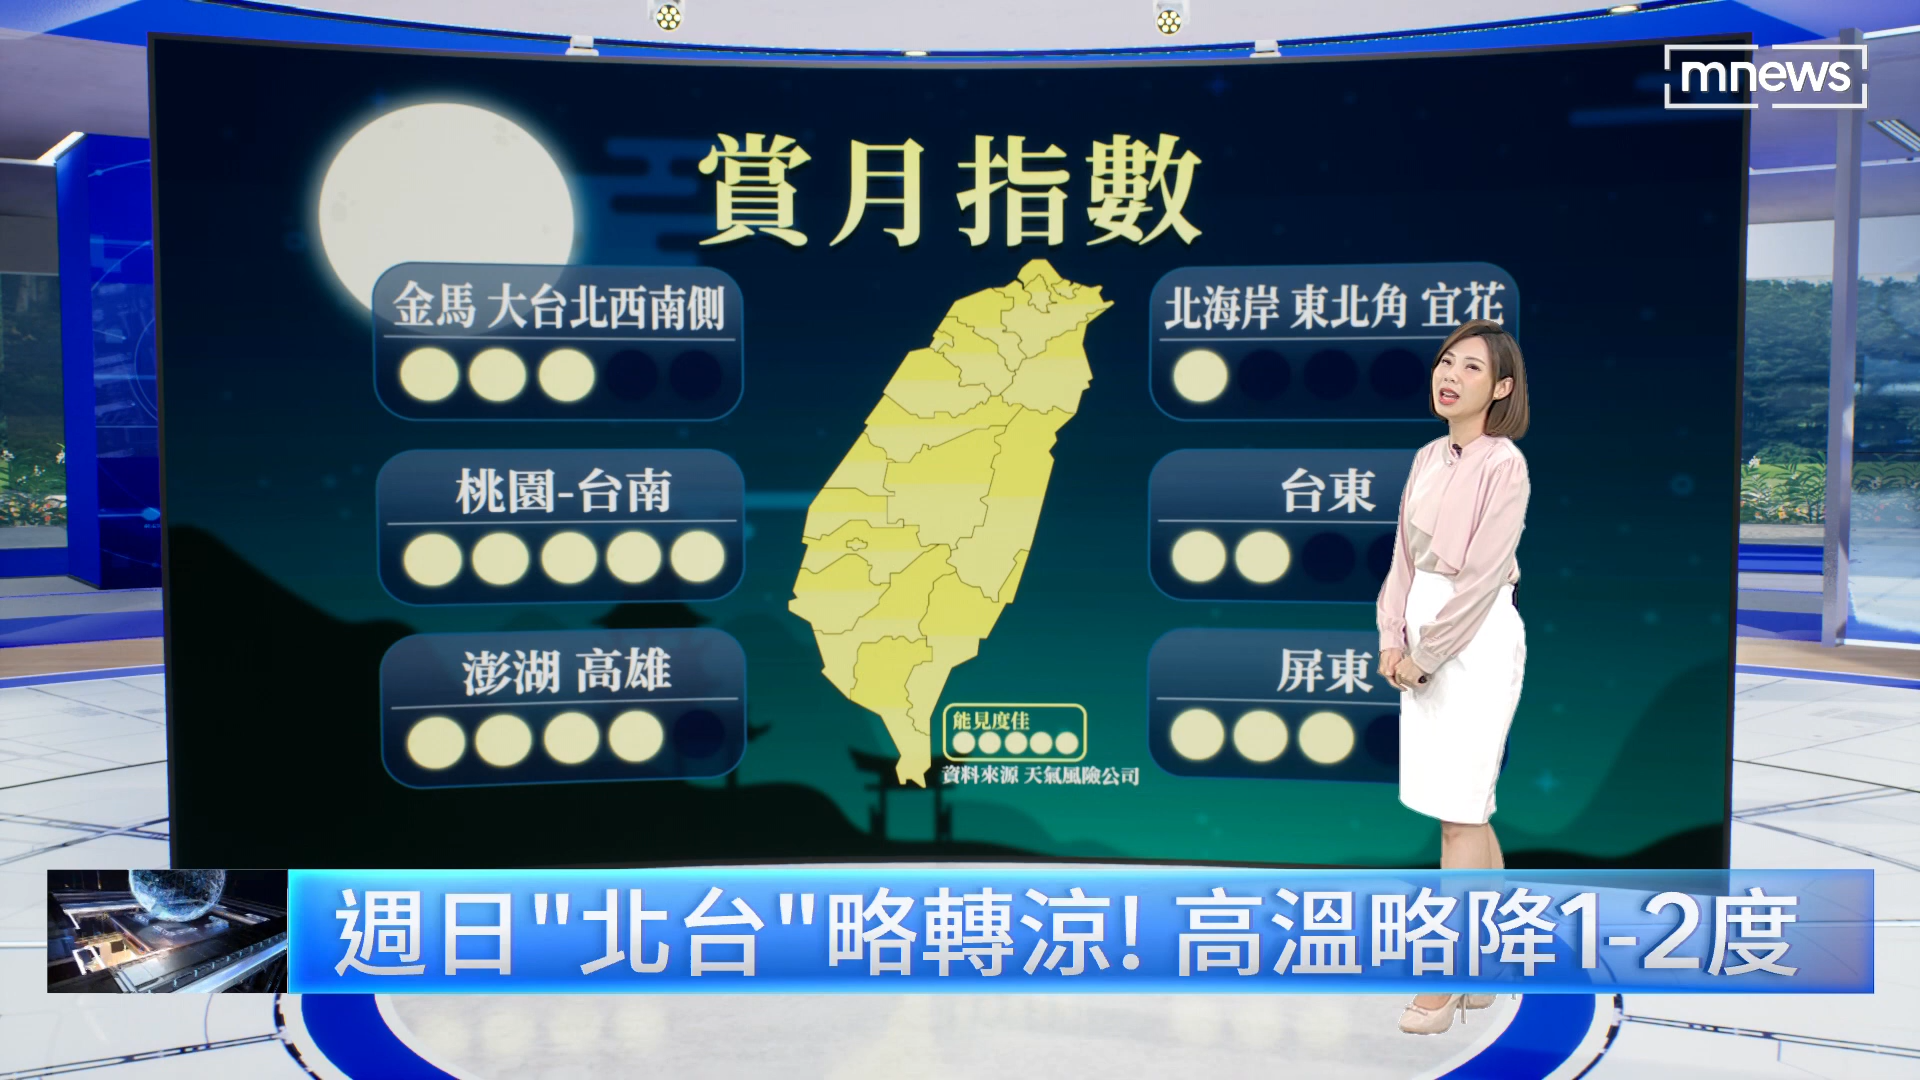 mnews
賞月指數
金馬 大台北西南側
桃園-台南
澎湖 高雄
北海岸 東北角 宜花
台東
屏東
能見度佳
資料來源 天氣風險公司
週日"北台"略轉涼! 高溫略降1-2度